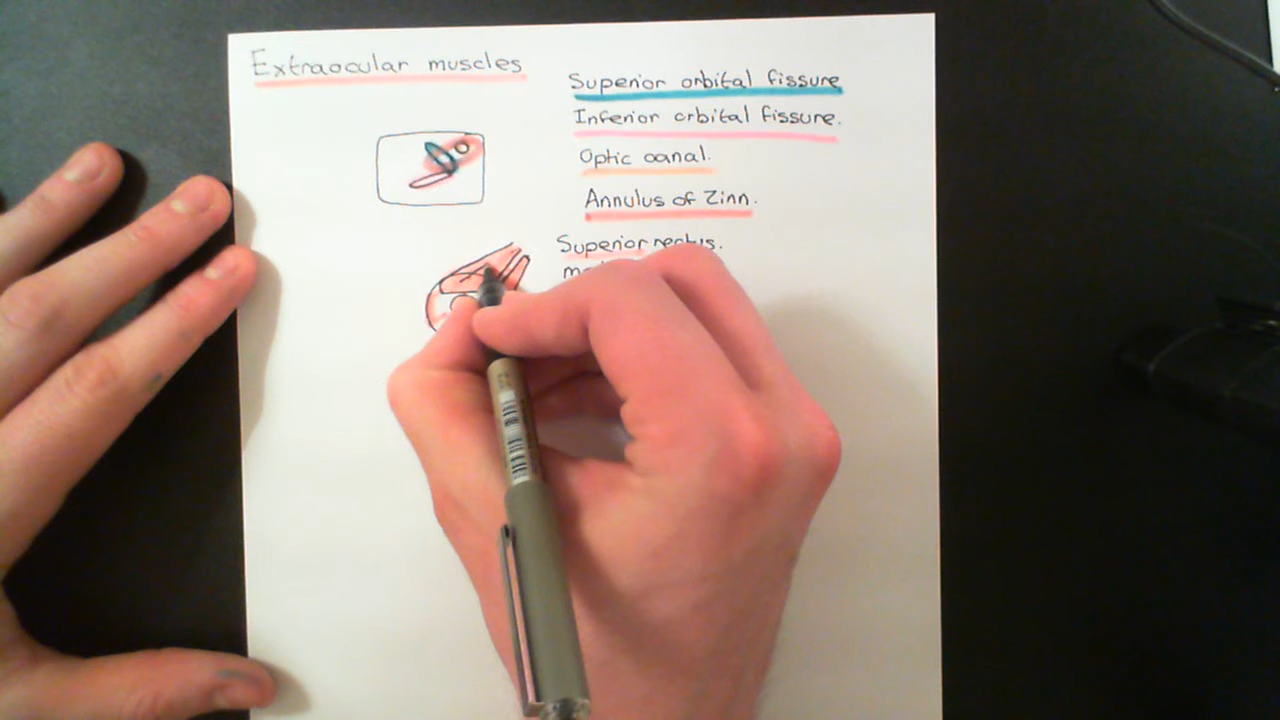 Extraocular muscles
Superior orbital fissure
Inferior orbital fissure.
Optic canal.
Annulus of Zinn.
Superior rectus.